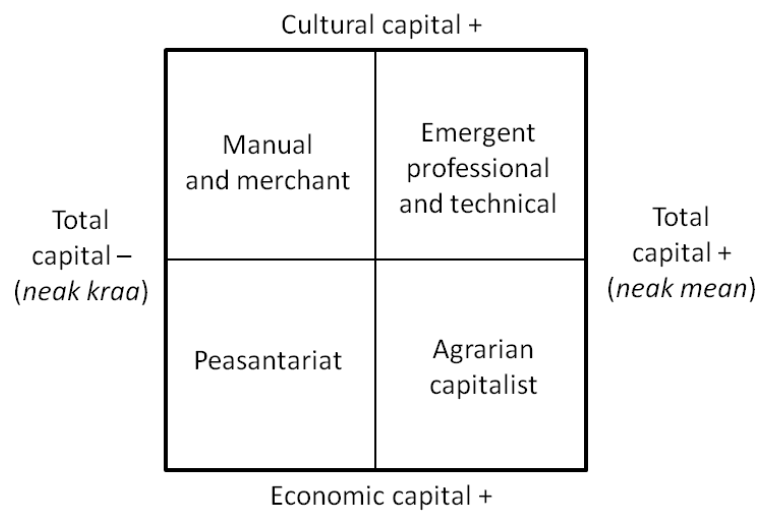 Cultural capital +
Manual
and merchant
Emergent
professional
and technical
Total
capital –
(neak kraa)
Total
capital +
(neak mean)
Peasantariat
Agrarian
capitalist
Economic capital +